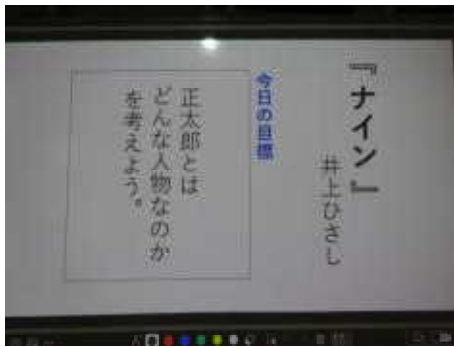 『ナイン』
井上ひさし
今日の目標
正太郎とは
どんな人物なのか
を考えよう。